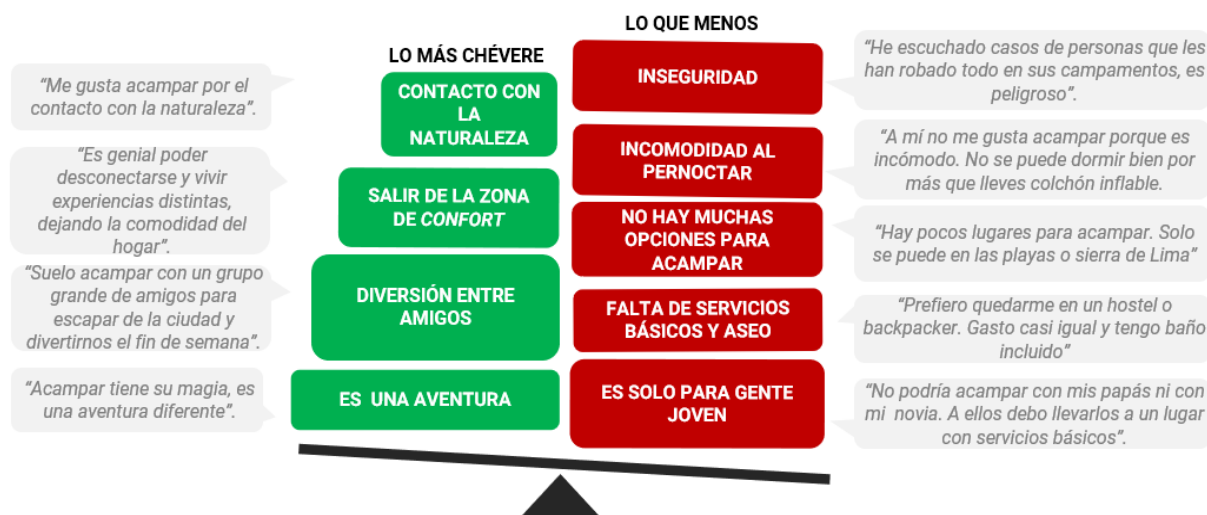 LO MÁS CHÉVERE
“Me gusta acampar por el
contacto con la naturaleza”.
CONTACTO CON
LA
NATURALEZA
“Es genial poder
desconectarse y vivir
experiencias distintas,
dejando la comodidad del
hogar”.
SALIR DE LA ZONA
DE CONFORT
“Suelo acampar con un grupo
grande de amigos para
escapar de la ciudad y
divertirnos el fin de semana”.
DIVERSIÓN ENTRE
AMIGOS
“Acampar tiene su magia, es
una aventura diferente”.
ES UNA AVENTURA
LO QUE MENOS
INSEGURIDAD
“He escuchado casos de personas que les
han robado todo en sus campamentos, es
peligroso”.
INCOMODIDAD AL
PERNOCTAR
“A mí no me gusta acampar porque es
incómodo. No se puede dormir bien por
más que lleves colchón inflable.
NO HAY MUCHAS
OPCIONES PARA
ACAMPAR
“Hay pocos lugares para acampar. Solo
se puede en las playas o sierra de Lima”
FALTA DE SERVICIOS
BÁSICOS Y ASEO
“Prefiero quedarme en un hostel o
backpacker. Gasto casi igual y tengo baño
incluido”
ES SOLO PARA GENTE
JOVEN
“No podría acampar con mis papás ni con
mi novia. A ellos debo llevarlos a un lugar
con servicios básicos”.